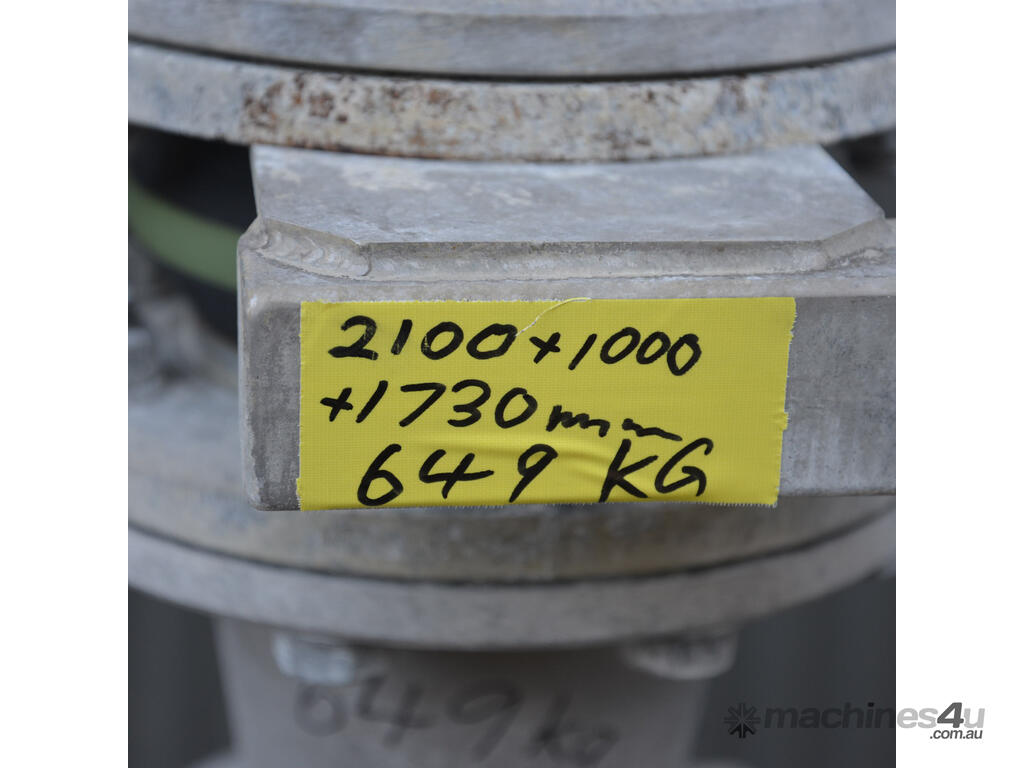 2100+1000
+1730mm
649 KG
649kg
machines4u
.com.au